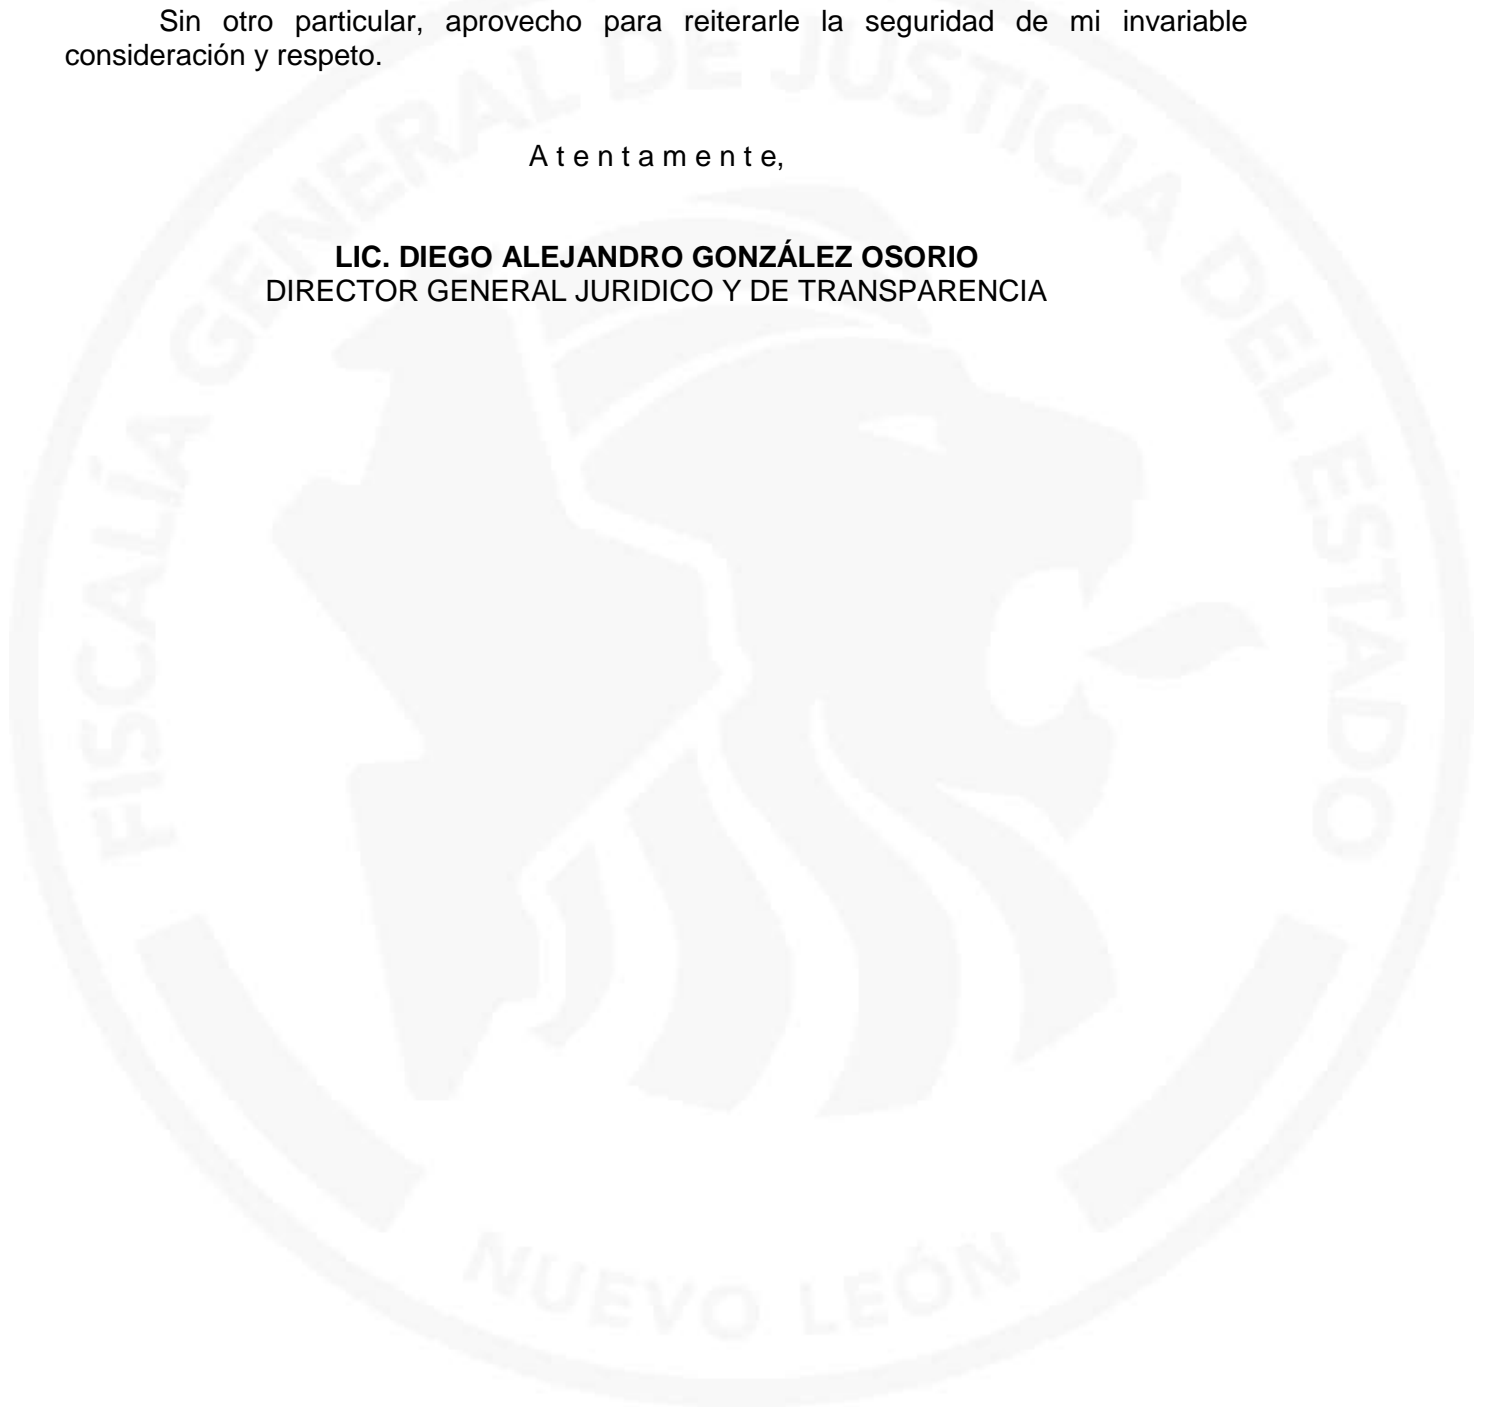 Sin otro particular, aprovecho para reiterarle la seguridad de mi invariable
consideración y respeto.
A t e n t a m e n t e,
LIC. DIEGO ALEJANDRO GONZÁLEZ OSORIO
DIRECTOR GENERAL JURIDICO Y DE TRANSPARENCIA
FISCALÍA GENERAL DE JUSTICIA DEL ESTADO
NUEVO LEÓN